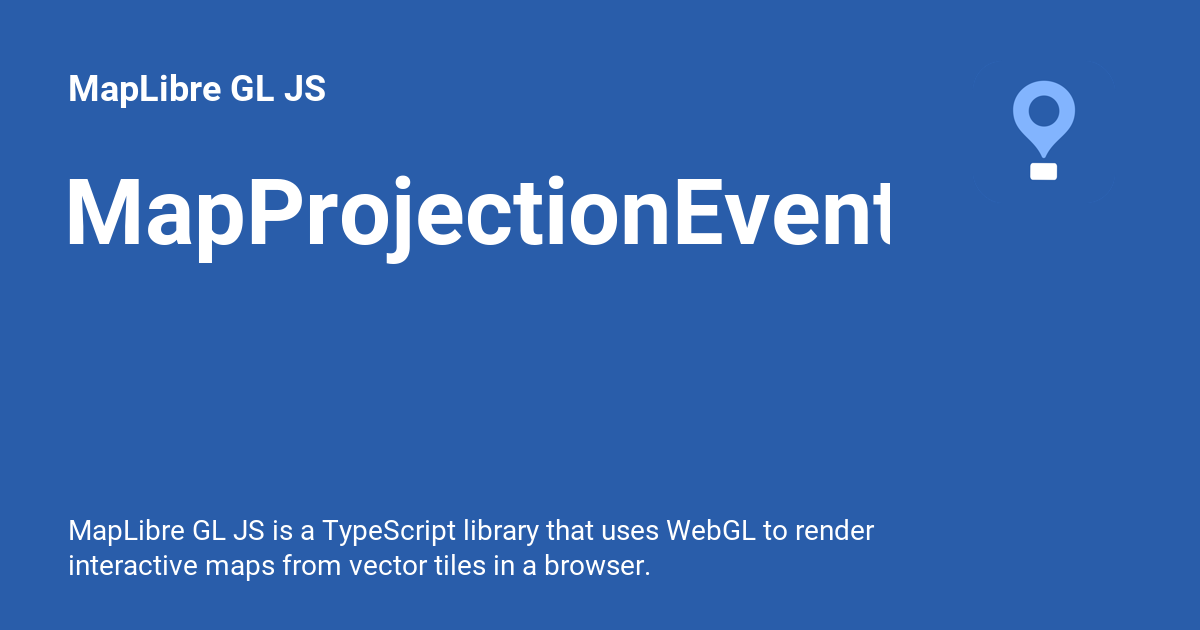 MapLibre GL JS
MapProjectionEvent
MapLibre GL JS is a TypeScript library that uses WebGL to render
interactive maps from vector tiles in a browser.